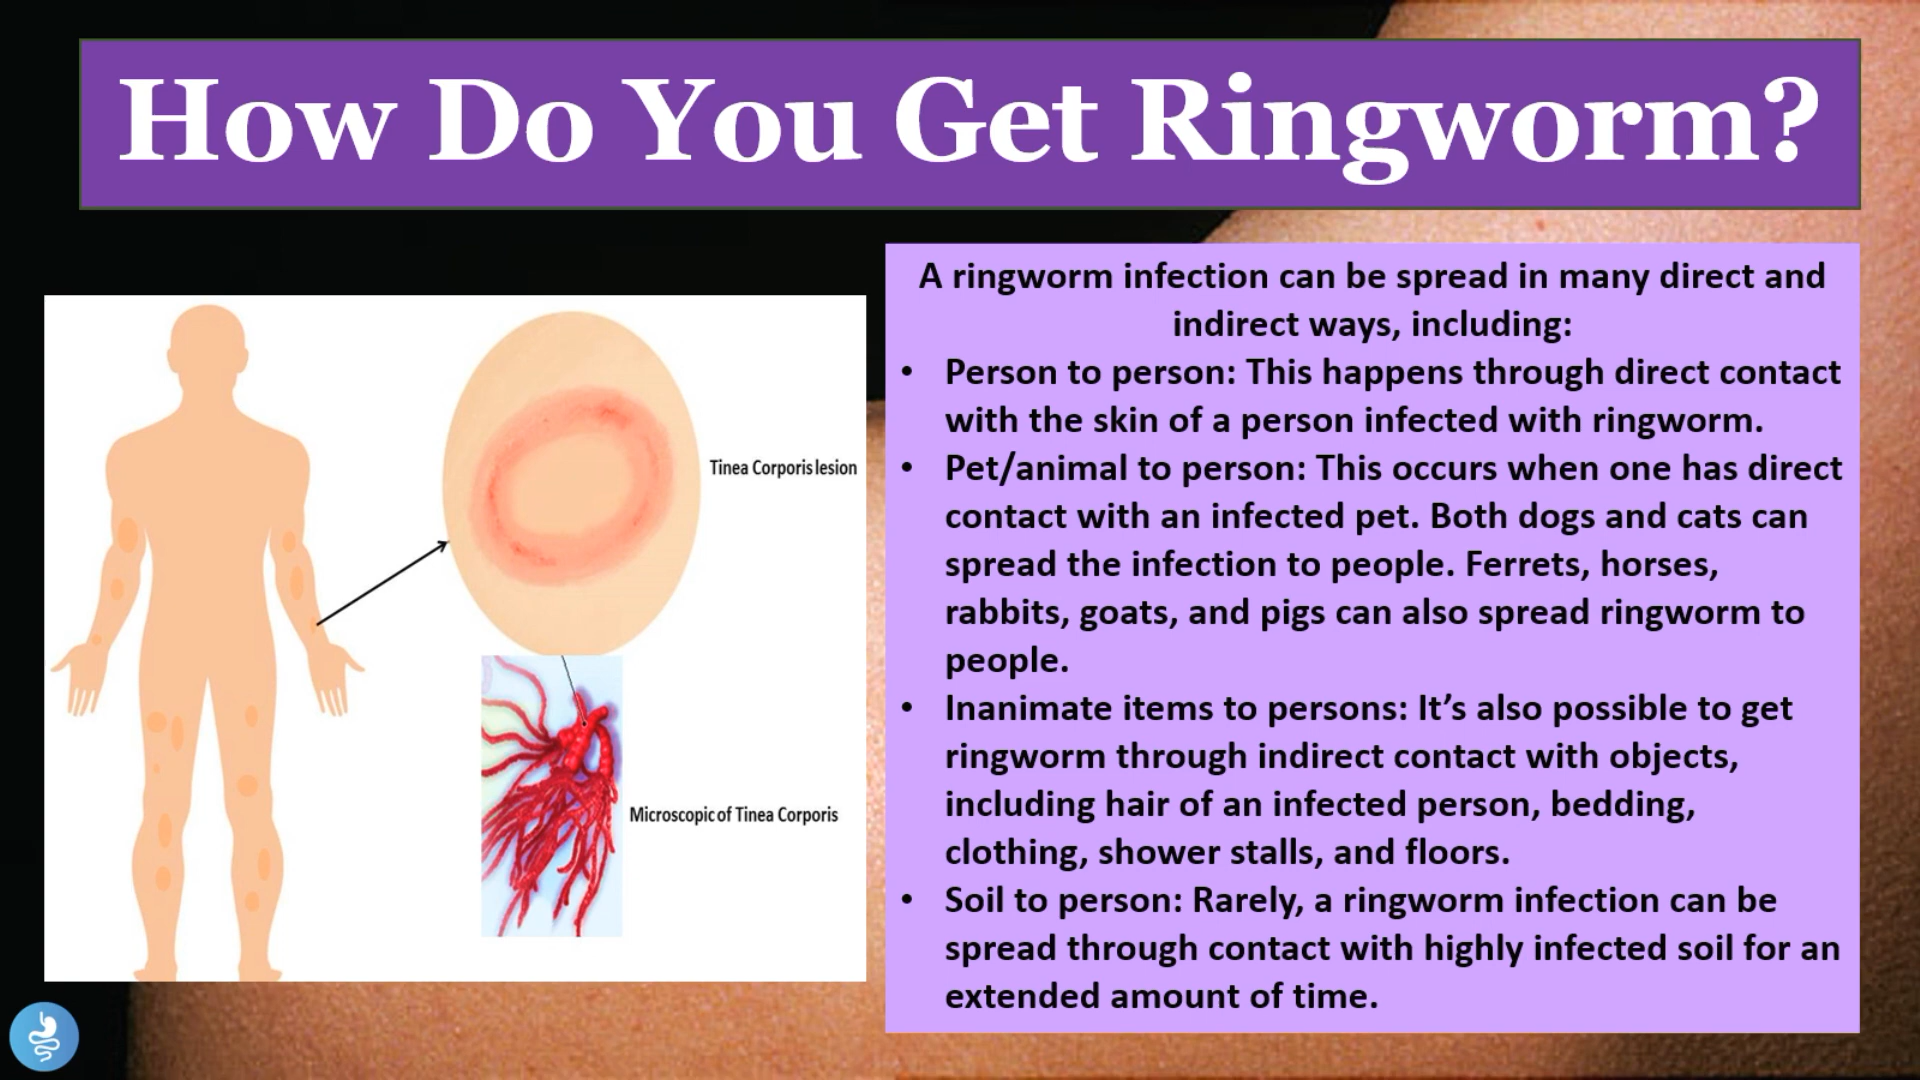 How Do You Get Ringworm?
Tinea Corporis lesion
Microscopic of Tinea Corporis
A ringworm infection can be spread in many direct and
indirect ways, including:
• Person to person: This happens through direct contact
with the skin of a person infected with ringworm.
• Pet/animal to person: This occurs when one has direct
contact with an infected pet. Both dogs and cats can
spread the infection to people. Ferrets, horses,
rabbits, goats, and pigs can also spread ringworm to
people.
• Inanimate items to persons: It’s also possible to get
ringworm through indirect contact with objects,
including hair of an infected person, bedding,
clothing, shower stalls, and floors.
• Soil to person: Rarely, a ringworm infection can be
spread through contact with highly infected soil for an
extended amount of time.